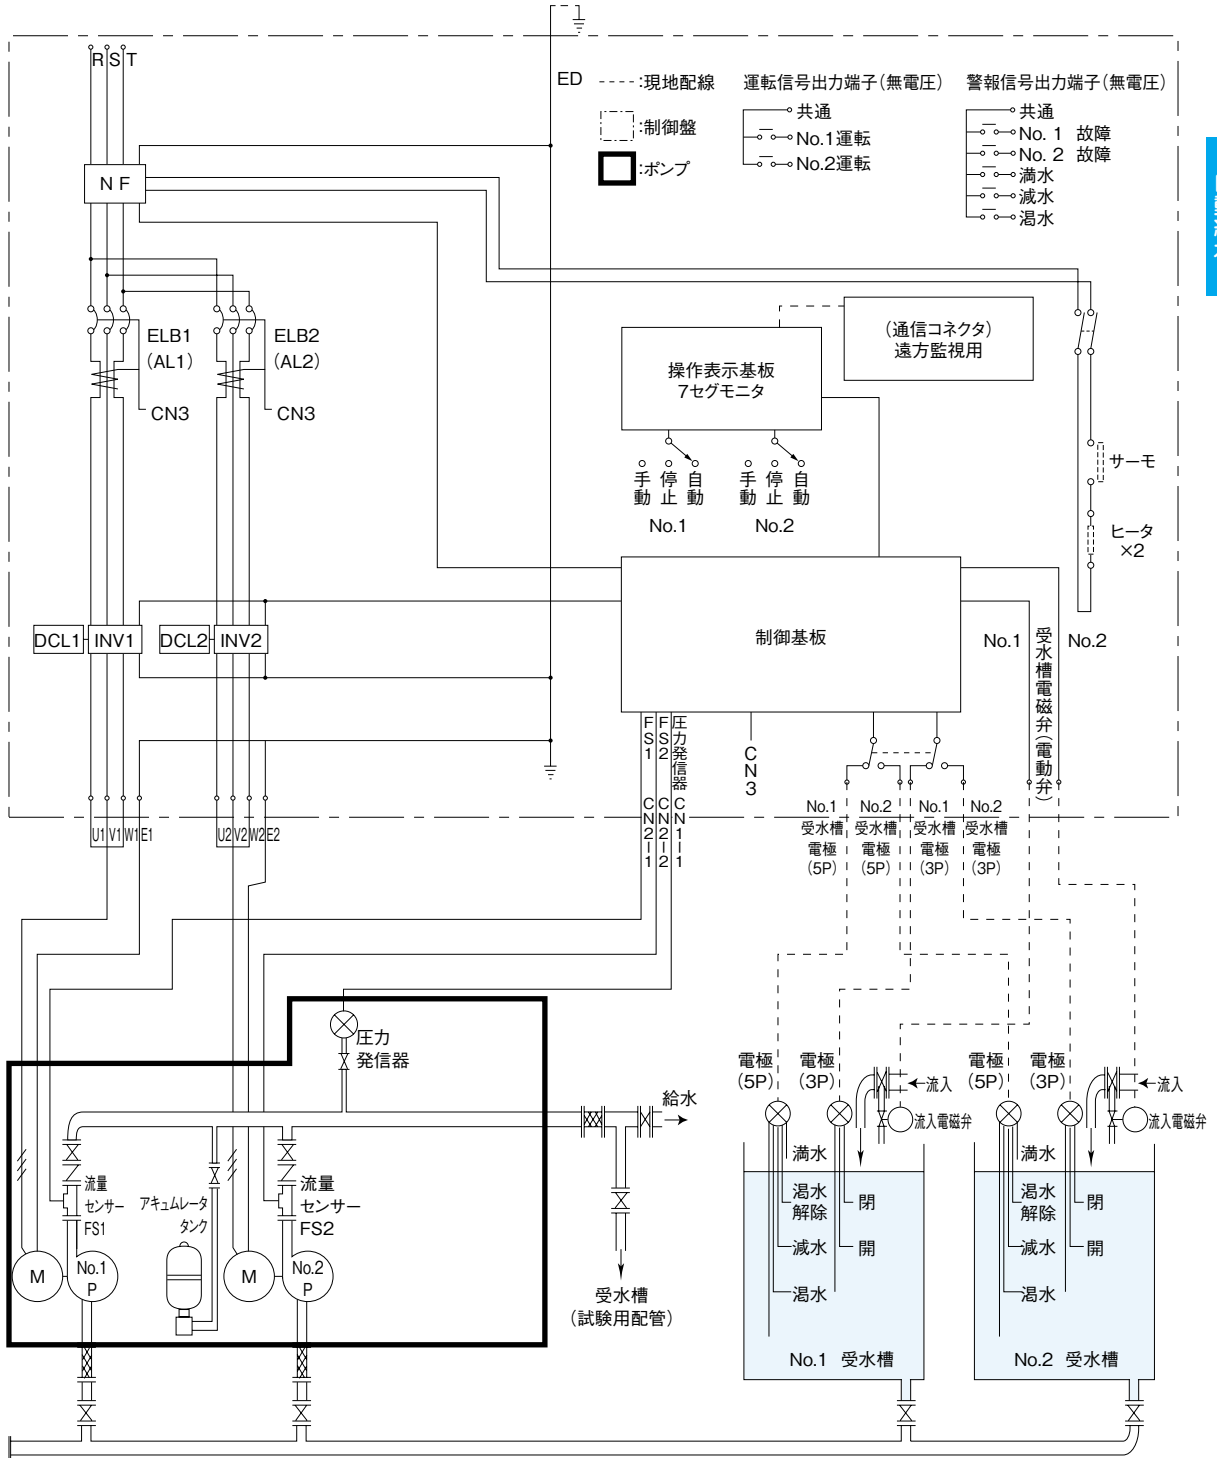 R S T
ED
:現地配線
:制御盤
:ポンプ
運転信号出力端子(無電圧)
共通
No.1運転
No.2運転
警報信号出力端子(無電圧)
共通
No. 1 故障
No. 2 故障
満水
減水
渇水
N F
ELB1
(AL1)
CN3
ELB2
(AL2)
CN3
操作表示基板
7セグモニタ
(通信コネクタ)
遠方監視用
手動
停止
自動
No.1
手動
停止
自動
No.2
サーモ
ヒータ
×2
DCL1
INV1
DCL2
INV2
制御基板
No.1
受水槽電磁弁(電動弁)
No.2
FS1
FS2
圧力発信器
CN2-1
CN2-2
CN1-1
CN3
No.1
受水槽
電極
(5P)
No.2
受水槽
電極
(5P)
No.1
受水槽
電極
(3P)
No.2
受水槽
電極
(3P)
U1 V1 W1 E1
U2 V2 W2 E2
圧力
発信器
給水
流量
センサー
FS1
アキュムレータ
タンク
流量
センサー
FS2
M
No.1
P
M
No.2
P
受水槽
(試験用配管)
電極
(5P)
電極
(3P)
流入
流入電磁弁
満水
渇水
解除
減水
渇水
閉
開
No.1 受水槽
電極
(5P)
電極
(3P)
流入
流入電磁弁
満水
渇水
解除
減水
渇水
閉
開
No.2 受水槽